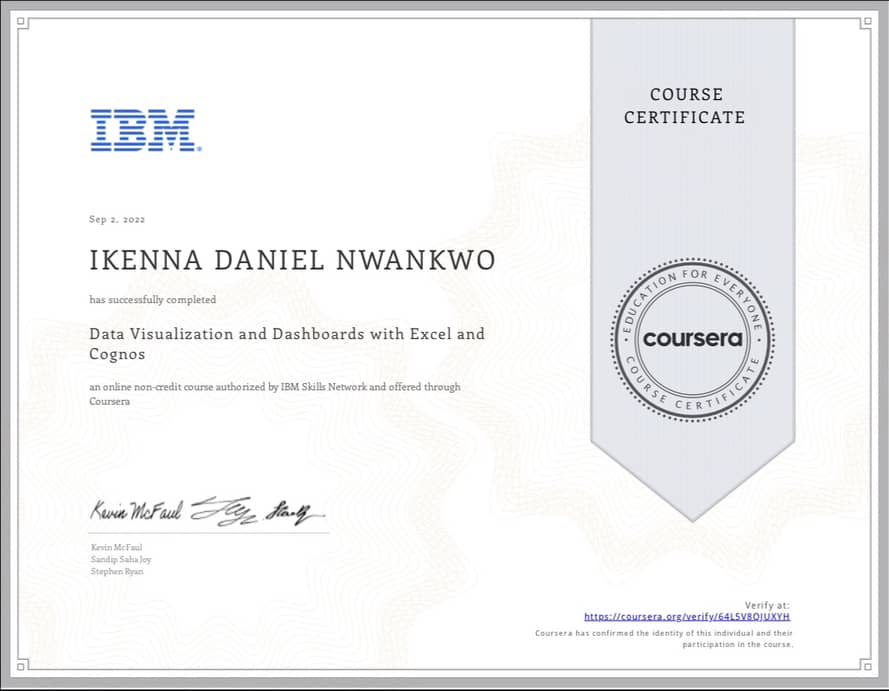 COURSE
CERTIFICATE
IBM
Sep 2, 2022
IKENNA DANIEL NWANKWO
has successfully completed
Data Visualization and Dashboards with Excel and
Cognos
an online non-credit course authorized by IBM Skills Network and offered through
Coursera
EDUCATION FOR EVERYONE
coursera
COURSE CERTIFICATE
Kevin McFaul
Kevin McFaul
Sandip Saha Joy
Stephen Ryan
Verify at:
https://coursera.org/verify/64L5V8QJUXYH
Coursera has confirmed the identity of this individual and their
participation in the course.